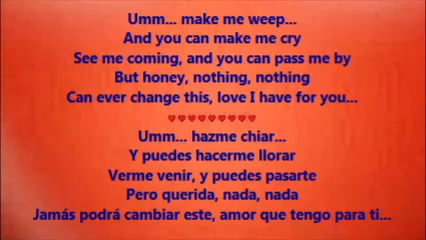 Umm... make me weep...
And you can make me cry
See me coming, and you can pass me by
But honey, nothing, nothing
Can ever change this, love I have for you...
Umm... hazme chiar...
Y puedes hacerme llorar
Verme venir, y puedes pasarte
Pero querida, nada, nada
Jamás podrá cambiar este, amor que tengo para ti...